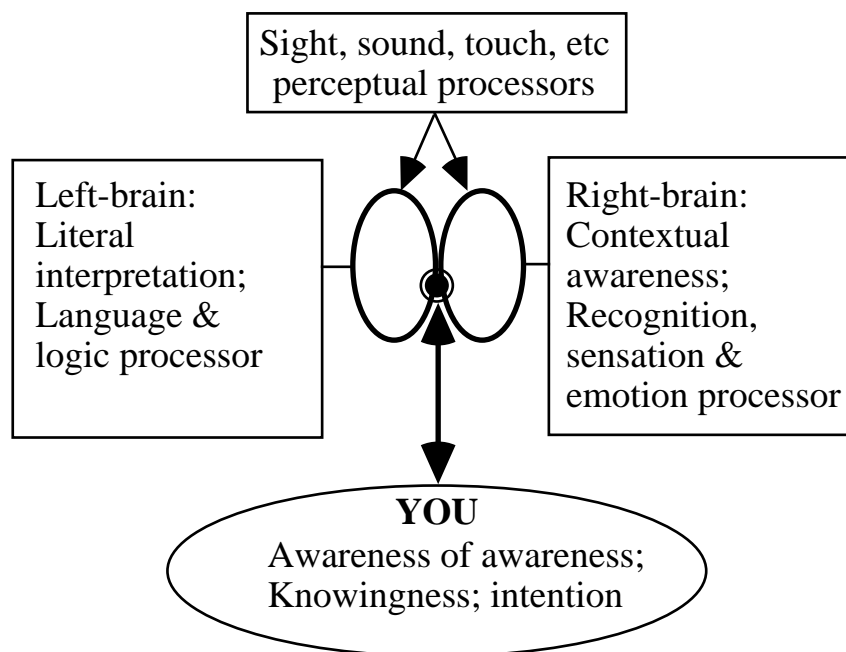 Sight, sound, touch, etc
perceptual processors
Left-brain:
Literal
interpretation;
Language &
logic processor
Right-brain:
Contextual
awareness;
Recognition,
sensation &
emotion processor
YOU
Awareness of awareness;
Knowingness; intention